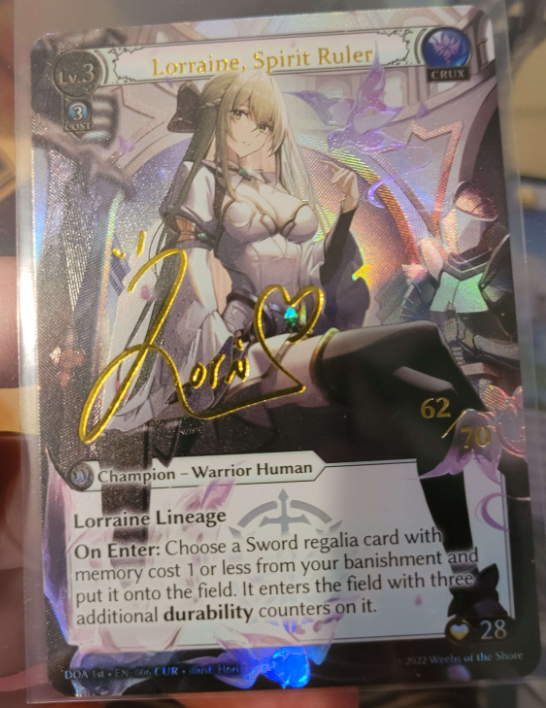 Lv.3
Lorraine, Spirit Ruler
CRUX
3
COST
62
70
Champion – Warrior Human
Lorraine Lineage
On Enter: Choose a Sword regalia card with
memory cost 1 or less from your banishment and
put it onto the field. It enters the field with three
additional durability counters on it.
28
DOA 1st • EN-006 CUR • illust.
2022 Weebs of the Shore